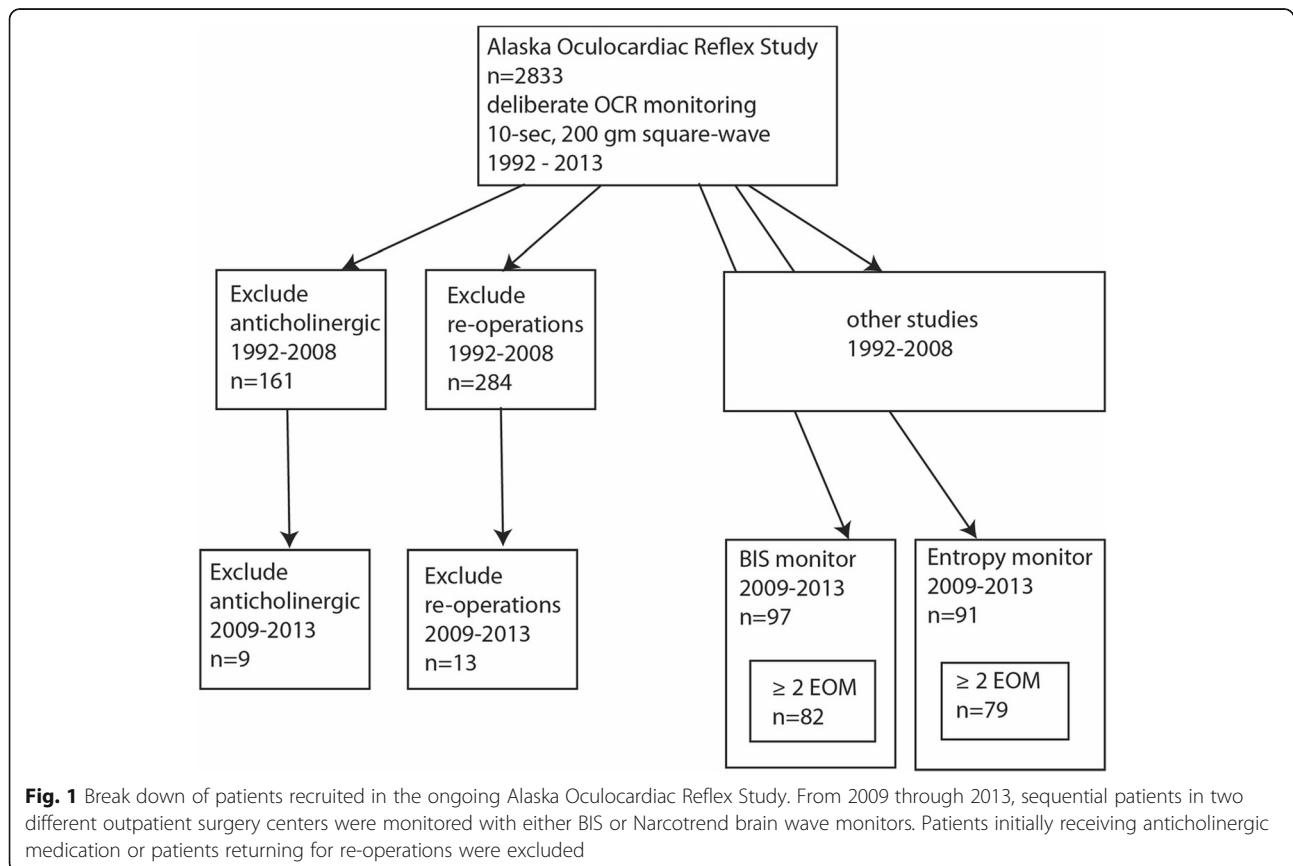 Alaska Oculocardiac Reflex Study
n=2833
deliberate OCR monitoring
10-sec, 200 gm square-wave
1992 - 2013
Exclude
anticholinergic
1992-2008
n=161
Exclude
re-operations
1992-2008
n=284
other studies
1992-2008
Exclude
anticholinergic
2009-2013
n=9
Exclude
re-operations
2009-2013
n=13
BIS monitor
2009-2013
n=97
≥ 2 EOM
n=82
Entropy monitor
2009-2013
n=91
≥ 2 EOM
n=79
Fig. 1 Break down of patients recruited in the ongoing Alaska Oculocardiac Reflex Study. From 2009 through 2013, sequential patients in two
different outpatient surgery centers were monitored with either BIS or Narcotrend brain wave monitors. Patients initially receiving anticholinergic
medication or patients returning for re-operations were excluded